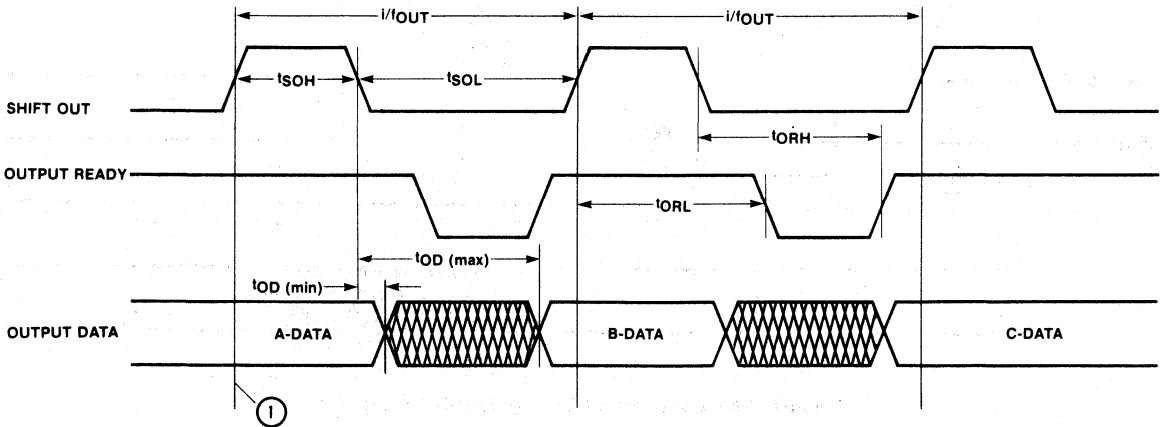 i/fOUT i/fOUT
tSOH tSOL
SHIFT OUT
tORH
OUTPUT READY
tORL
tOD (max)
tOD (min)
OUTPUT DATA A-DATA B-DATA C-DATA
1